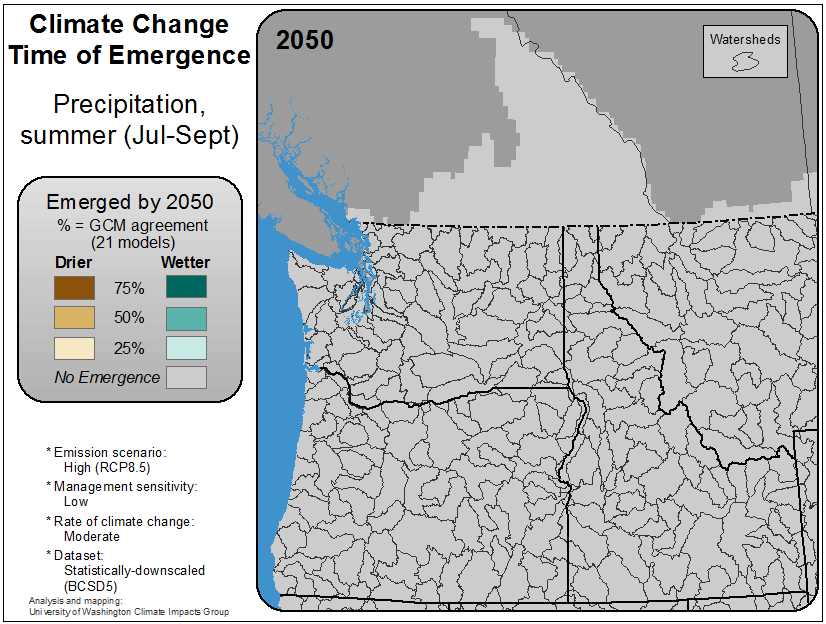 Climate Change
Time of Emergence
Precipitation,
summer (Jul-Sept)
Emerged by 2050
% = GCM agreement
(21 models)
Drier Wetter
75%
50%
25%
No Emergence
* Emission scenario:
High (RCP8.5)
* Management sensitivity:
Low
* Rate of climate change:
Moderate
* Dataset:
Statistically-downscaled
(BCSD5)
Analysis and mapping:
University of Washington Climate Impacts Group
2050
Watersheds